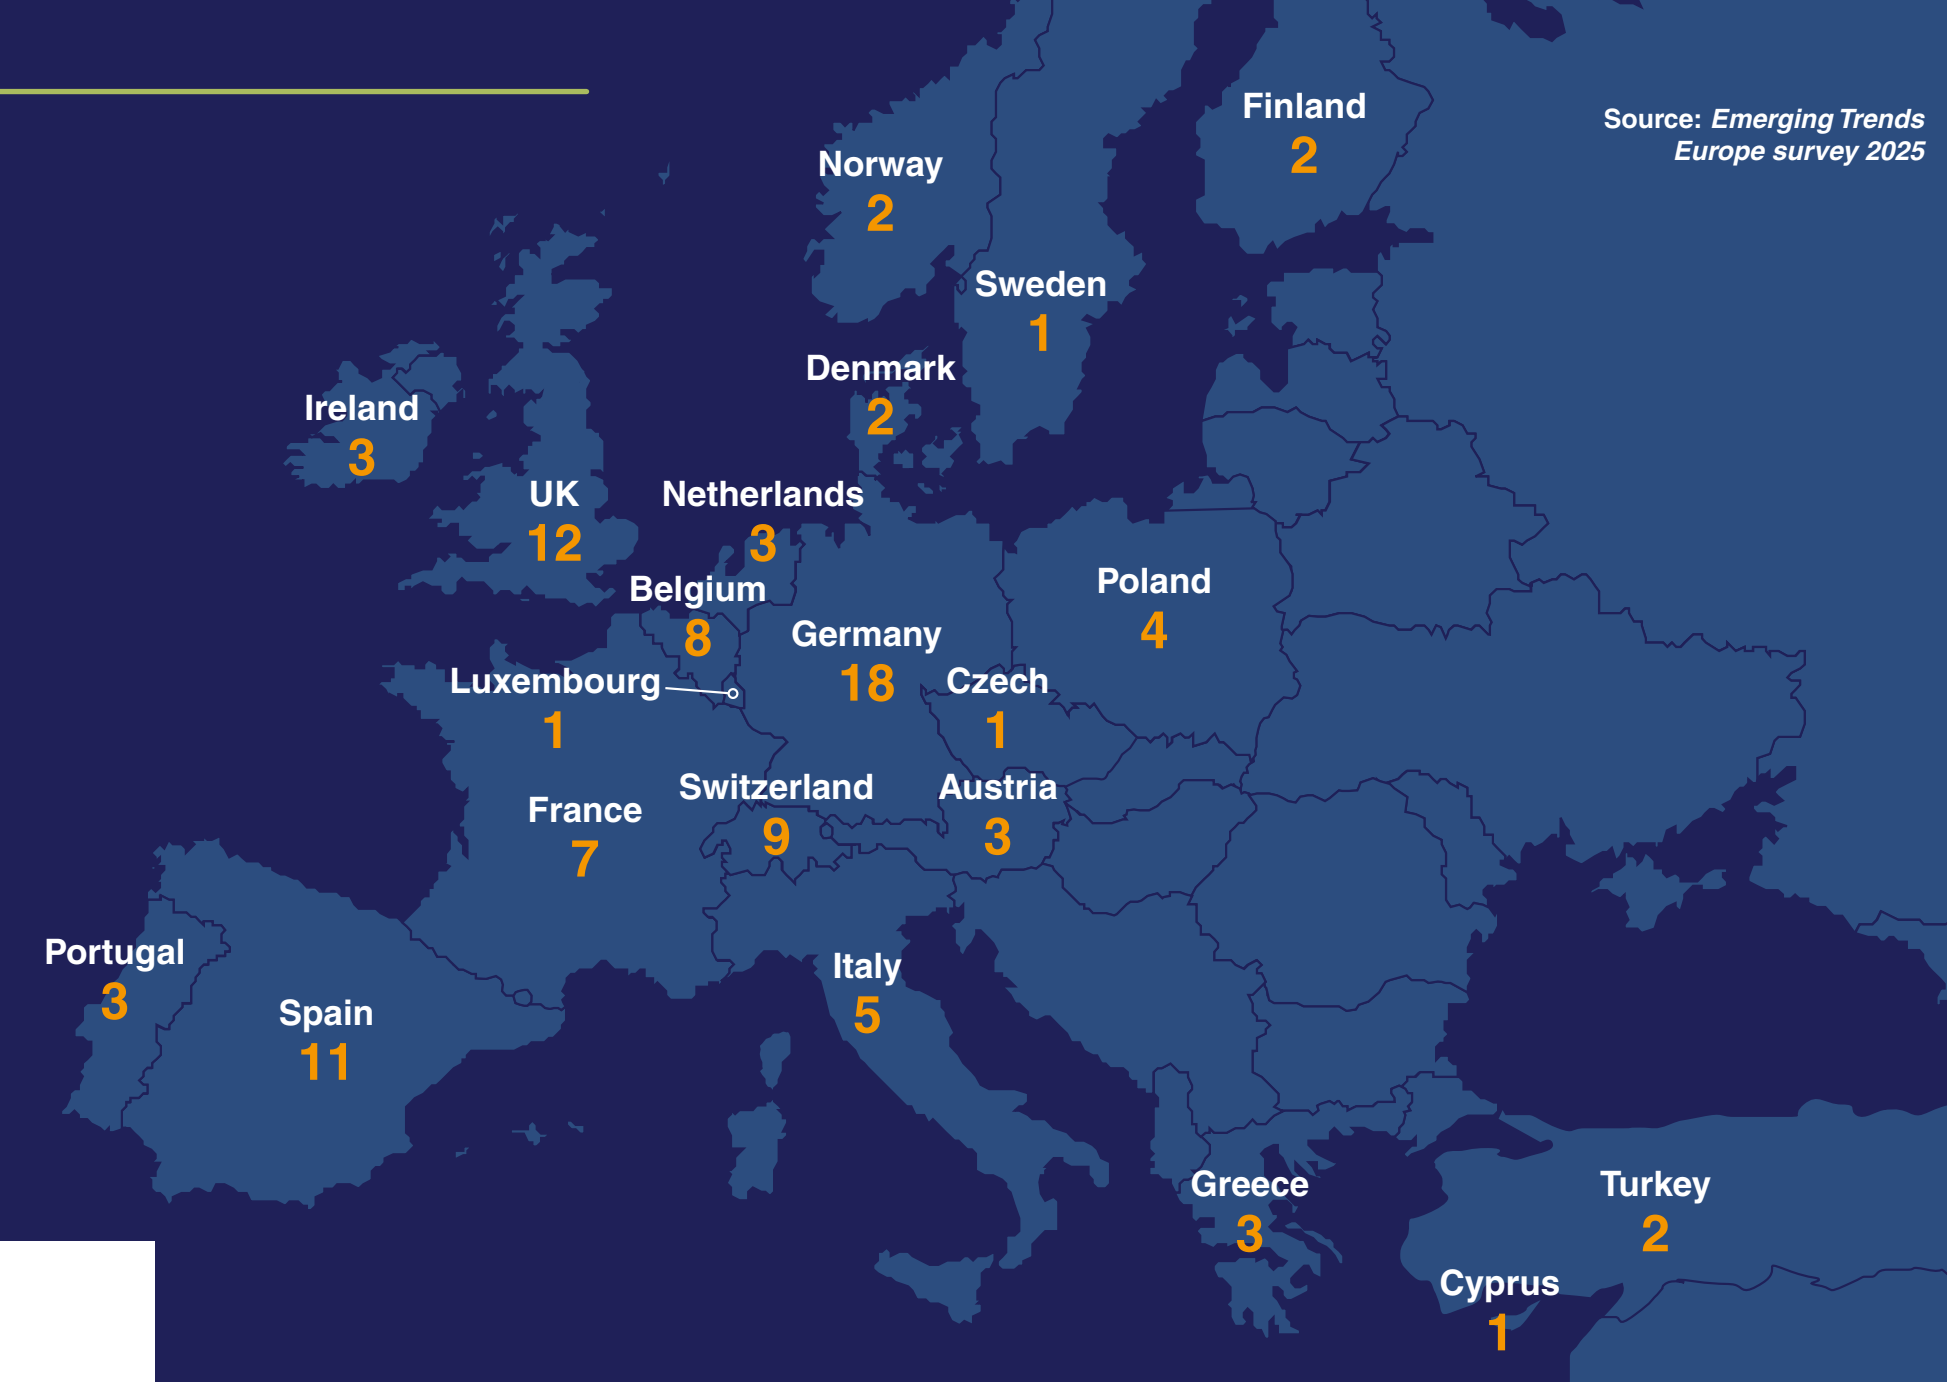 Finland
2
Source: Emerging Trends
Europe survey 2025
Norway
2
Sweden
1
Denmark
2
Ireland
3
UK
12
Netherlands
3
Belgium
8
Poland
4
Germany
18
Luxembourg
1
Czech
1
Switzerland
9
Austria
3
France
7
Portugal
3
Italy
5
Spain
11
Greece
3
Turkey
2
Cyprus
1